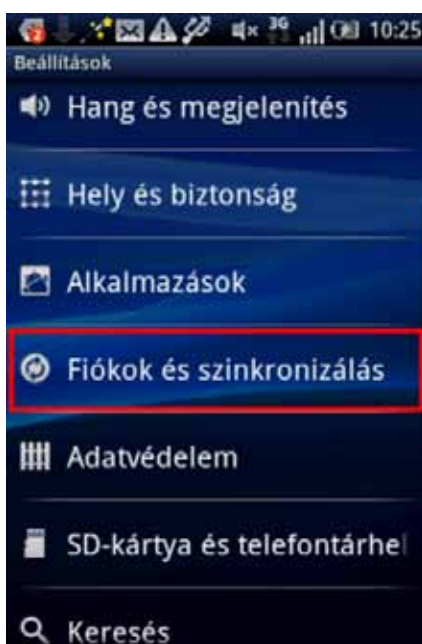 3G 10:25
Beállítások
Hang és megjelenítés
Hely és biztonság
Alkalmazások
Fiókok és szinkronizálás
Adatvédelem
SD-kártya és telefontárhel
Keresés